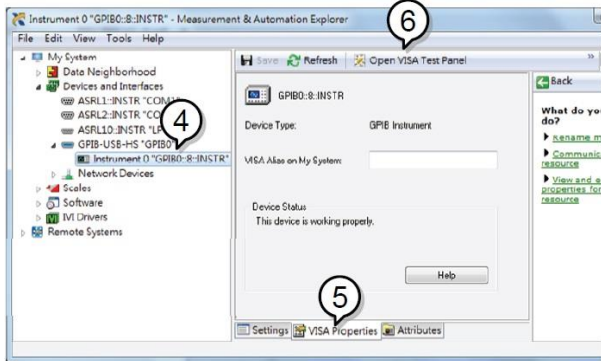 Instrument 0 "GPIB0::8::INSTR" - Measurement & Automation Explorer
File Edit View Tools Help
My System
Data Neighborhood
Devices and Interfaces
ASRL1::INSTR "COM1"
ASRL2::INSTR "COM
ASRL10::INSTR "LP
GPIB-USB-HS "GPIB0"
Instrument 0 "GPIB0::8::INSTR"
Network Devices
Scales
Software
IVI Drivers
Remote Systems
4
6
Save Refresh Open VISA Test Panel »
GPIB0::8::INSTR
Device Type: GPIB Instrument
VISA Alias on My System:
Device Status
This device is working properly.
Help
5
Settings VISA Properties Attributes
Back
What do you
do?
Rename
Communic
resource
View and
properties for
resource